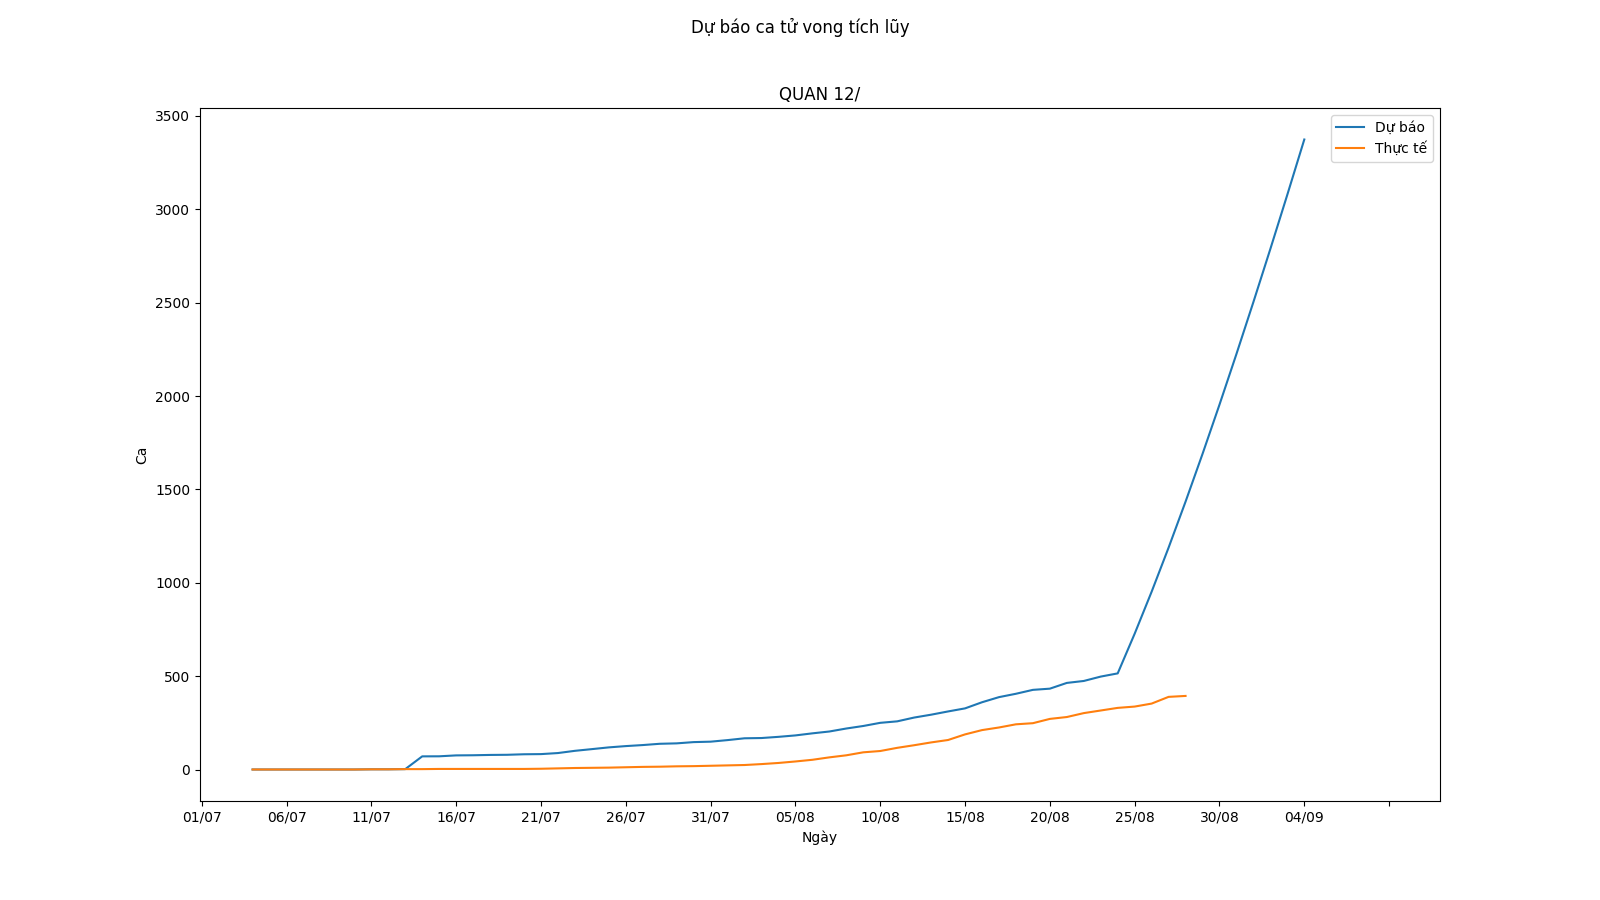 Dự báo ca tử vong tích lũy
QUAN 12/
Dự báo
Thực tế
3500
3000
2500
2000
1500
1000
500
0
Ca
01/07 06/07 11/07 16/07 21/07 26/07 31/07 05/08 10/08 15/08 20/08 25/08 30/08 04/09
Ngày